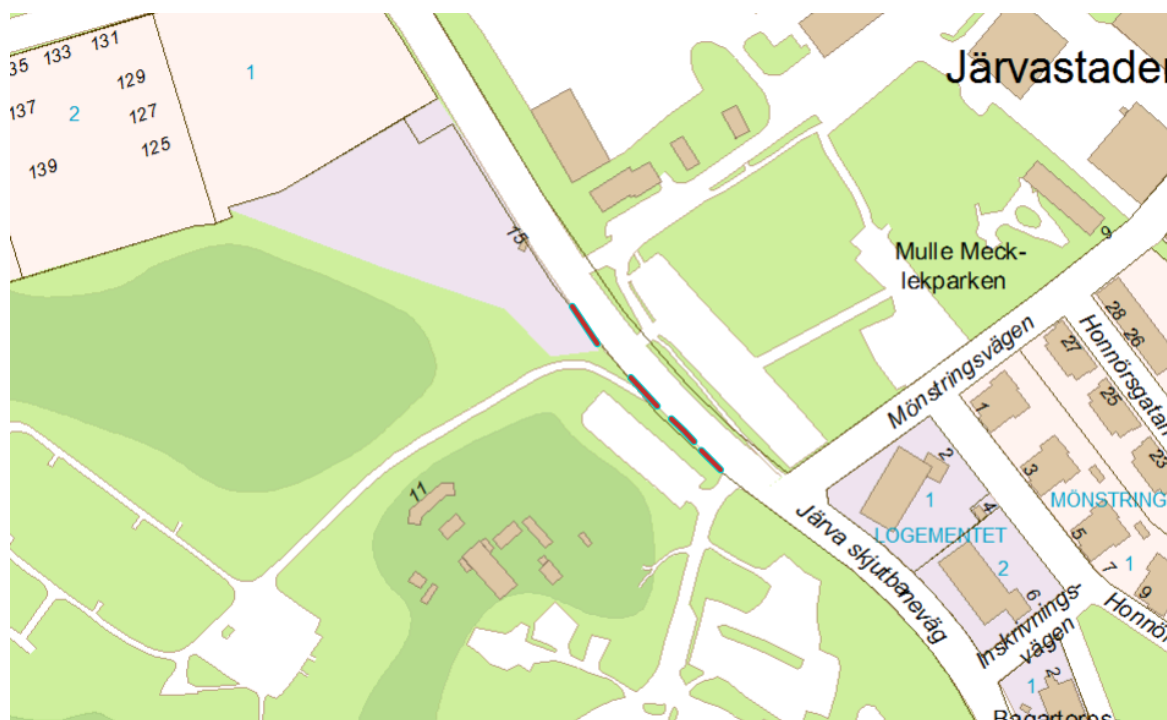 131
133
35
129
1
Järvastaden
137
2
127
125
139
15
9
Mulle Meck-
lekparken
28
26
Honnörsgatan
Mönstringsvägen
27
25
1
23
3
2
11
1
4
MÖNSTRING
LOGEMENTET
5
Järva skjutbaneväg
2
7
1
6
9
Honnör
Inskrivnings-
vägen
1
2
Bagartorps